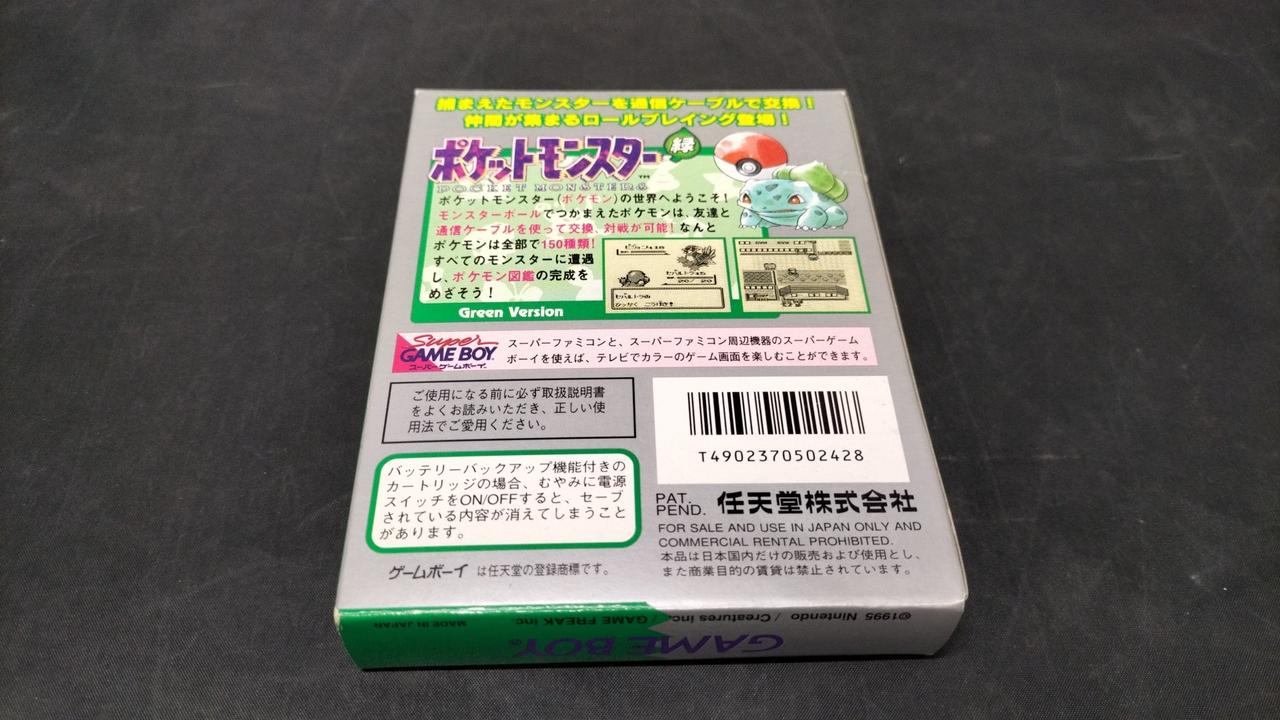 捕まえたモンスターを通信ケーブルで交換！
仲間が集まるロールプレイング登場！
ポケットモンスター 緑
TM
POCKET MONSTERS
ポケットモンスター(ポケモン)の世界へようこそ！
モンスターボールでつかまえたポケモンは、友達と
通信ケーブルを使って交換、対戦が可能！なんと
ポケモンは全部で150種類！
すべてのモンスターに遭遇
し、ポケモン図鑑の完成を
めざそう！
Green Version
20/20
Super
GAME BOY
スーパーゲームボーイ
スーパーファミコンと、スーパーファミコン周辺機器のスーパーゲーム
ボーイを使えば、テレビでカラーのゲーム画面を楽しむことができます。
ご使用になる前に必ず取扱説明書
をよくお読みいただき、正しい使
用法でご愛用ください。
T4902370502428
バッテリーバックアップ機能付きの
カートリッジの場合、むやみに電源
スイッチをON/OFFすると、セーブ
されている内容が消えてしまうこと
があります。
PAT.
PEND. 任天堂株式会社
FOR SALE AND USE IN JAPAN ONLY AND
COMMERCIAL RENTAL PROHIBITED.
本品は日本国内だけの販売および使用とし、
また商業目的の賃貸は禁止されています。
ゲームボーイ は任天堂の登録商標です。
©1995 Nintendo / Creatures inc. / GAME FREAK inc.
MADE IN JAPAN
GAME BOY®